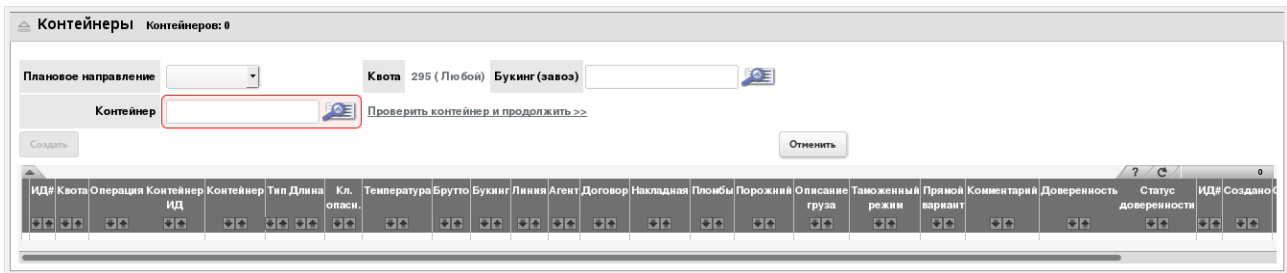 Контейнеры Контейнеров: 0
Плановое направление Квота 295 ( Любой) Букинг (завоз)
Контейнер Проверить контейнер и продолжить >>
Создать Отменить
? 0
ИД# Квота Операция Контейнер ИД Контейнер Тип Длина Кл. опасн. Температура Брутто Букинг Линия Агент Договор Накладная Пломбы Порожний Описание груза Таможенный режим Прямой вариант Комментарий Доверенность Статус доверенности ИД# Создано